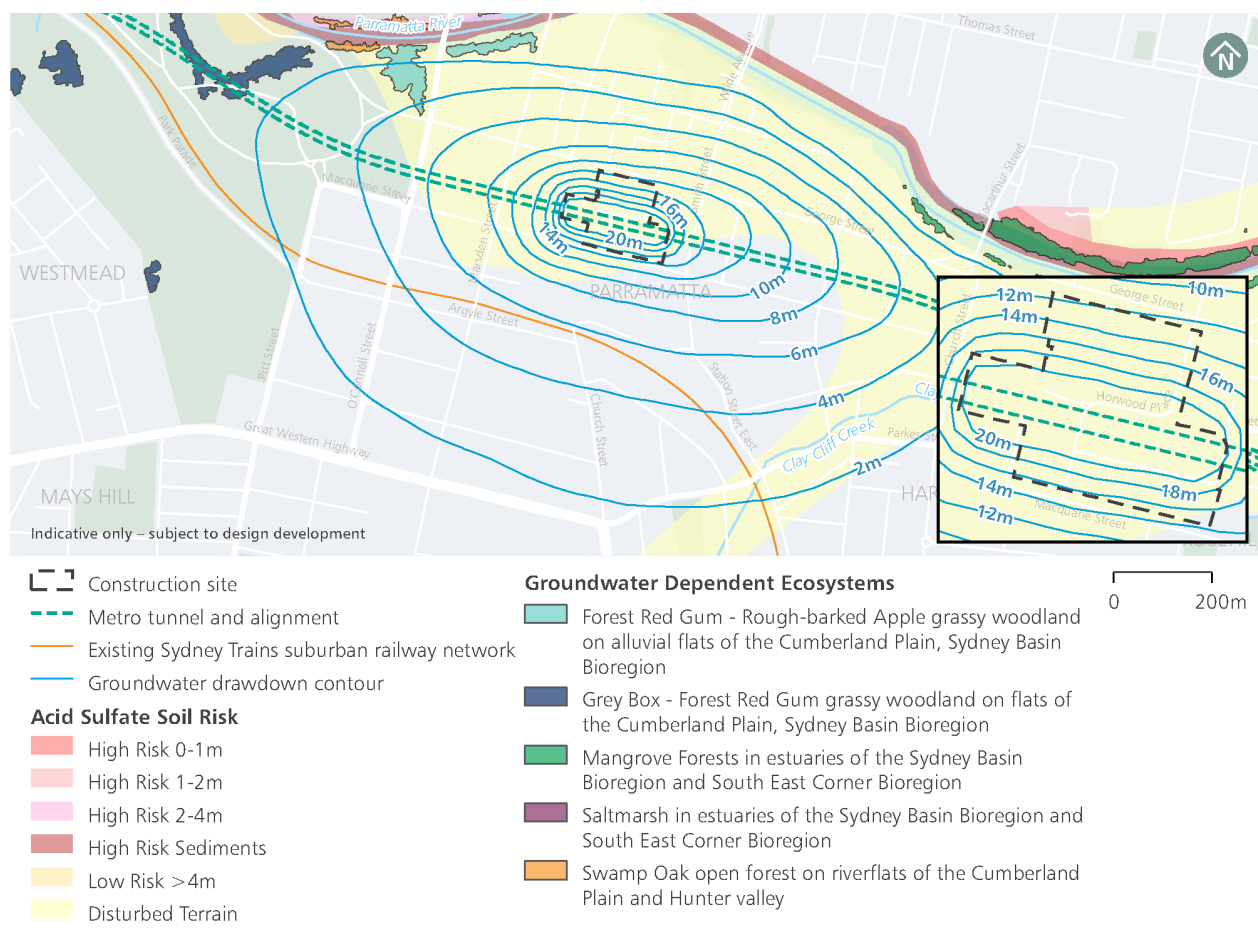 Parramatta River
Thomas Street
N
Wilde Avenue
Park Parade
Macquarie Street
Smith Street
Macarthur Street
George Street
Marsden Street
16m
14m
20m
WESTMEAD
PARRAMATTA
10m
8m
6m
4m
2m
Argyle Street
Pitt Street
O'Connell Street
Station Street East
Church Street
Great Western Highway
Clay Cliff Creek
Clay
Parkes St
HAR
MAYS HILL
10m
George Street
12m
14m
Church Street
16m
Horwood Place
20m
14m
18m
12m
Macquarie Street
Indicative only – subject to design development
Construction site
Metro tunnel and alignment
Existing Sydney Trains suburban railway network
Groundwater drawdown contour
Acid Sulfate Soil Risk
High Risk 0-1m
High Risk 1-2m
High Risk 2-4m
High Risk Sediments
Low Risk >4m
Disturbed Terrain
Groundwater Dependent Ecosystems
Forest Red Gum - Rough-barked Apple grassy woodland
on alluvial flats of the Cumberland Plain, Sydney Basin
Bioregion
Grey Box - Forest Red Gum grassy woodland on flats of
the Cumberland Plain, Sydney Basin Bioregion
Mangrove Forests in estuaries of the Sydney Basin
Bioregion and South East Corner Bioregion
Saltmarsh in estuaries of the Sydney Basin Bioregion and
South East Corner Bioregion
Swamp Oak open forest on riverflats of the Cumberland
Plain and Hunter valley
0 200m